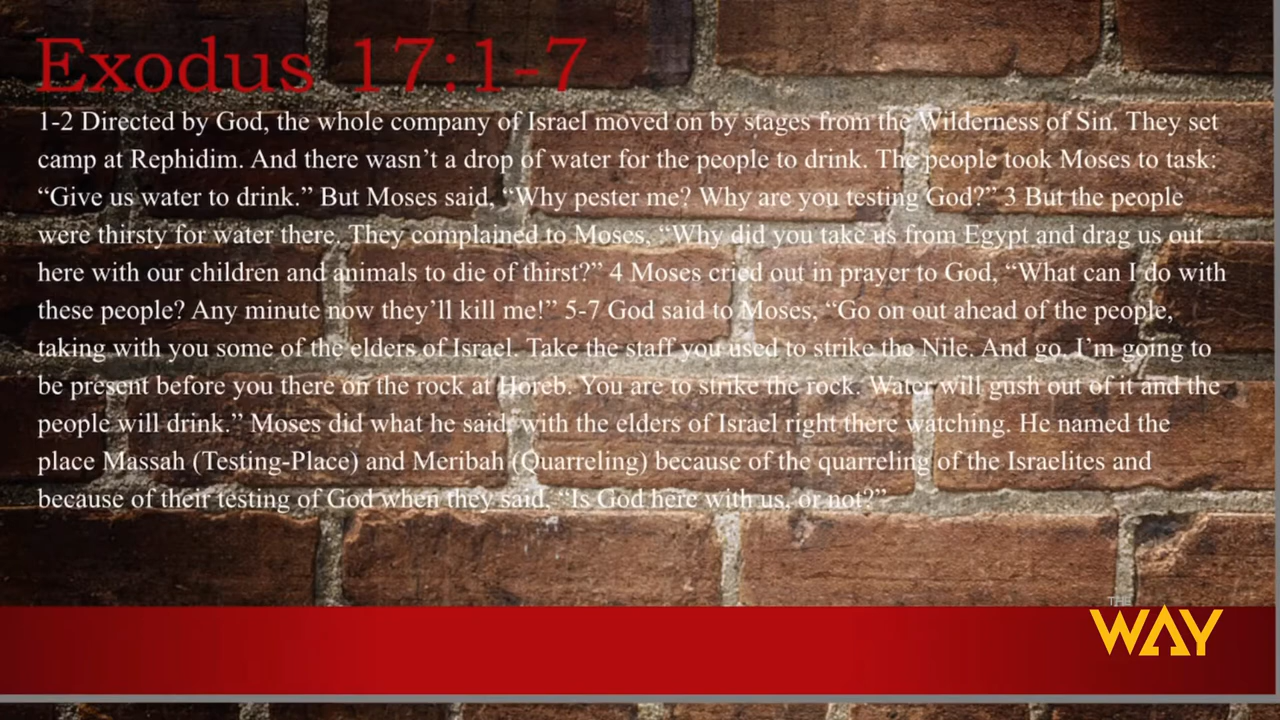 Exodus 17:1-7
1-2 Directed by God, the whole company of Israel moved on by stages from the Wilderness of Sin. They set
camp at Rephidim. And there wasn’t a drop of water for the people to drink. The people took Moses to task:
“Give us water to drink.” But Moses said, “Why pester me? Why are you testing God?” 3 But the people
were thirsty for water there. They complained to Moses, “Why did you take us from Egypt and drag us out
here with our children and animals to die of thirst?” 4 Moses cried out in prayer to God, “What can I do with
these people? Any minute now they’ll kill me!” 5-7 God said to Moses, “Go on out ahead of the people,
taking with you some of the elders of Israel. Take the staff you used to strike the Nile. And go. I’m going to
be present before you there on the rock at Horeb. You are to strike the rock. Water will gush out of it and the
people will drink.” Moses did what he said, with the elders of Israel right there watching. He named the
place Massah (Testing-Place) and Meribah (Quarreling) because of the quarreling of the Israelites and
because of their testing of God when they said, “Is God here with us, or not?”
THE
WAY